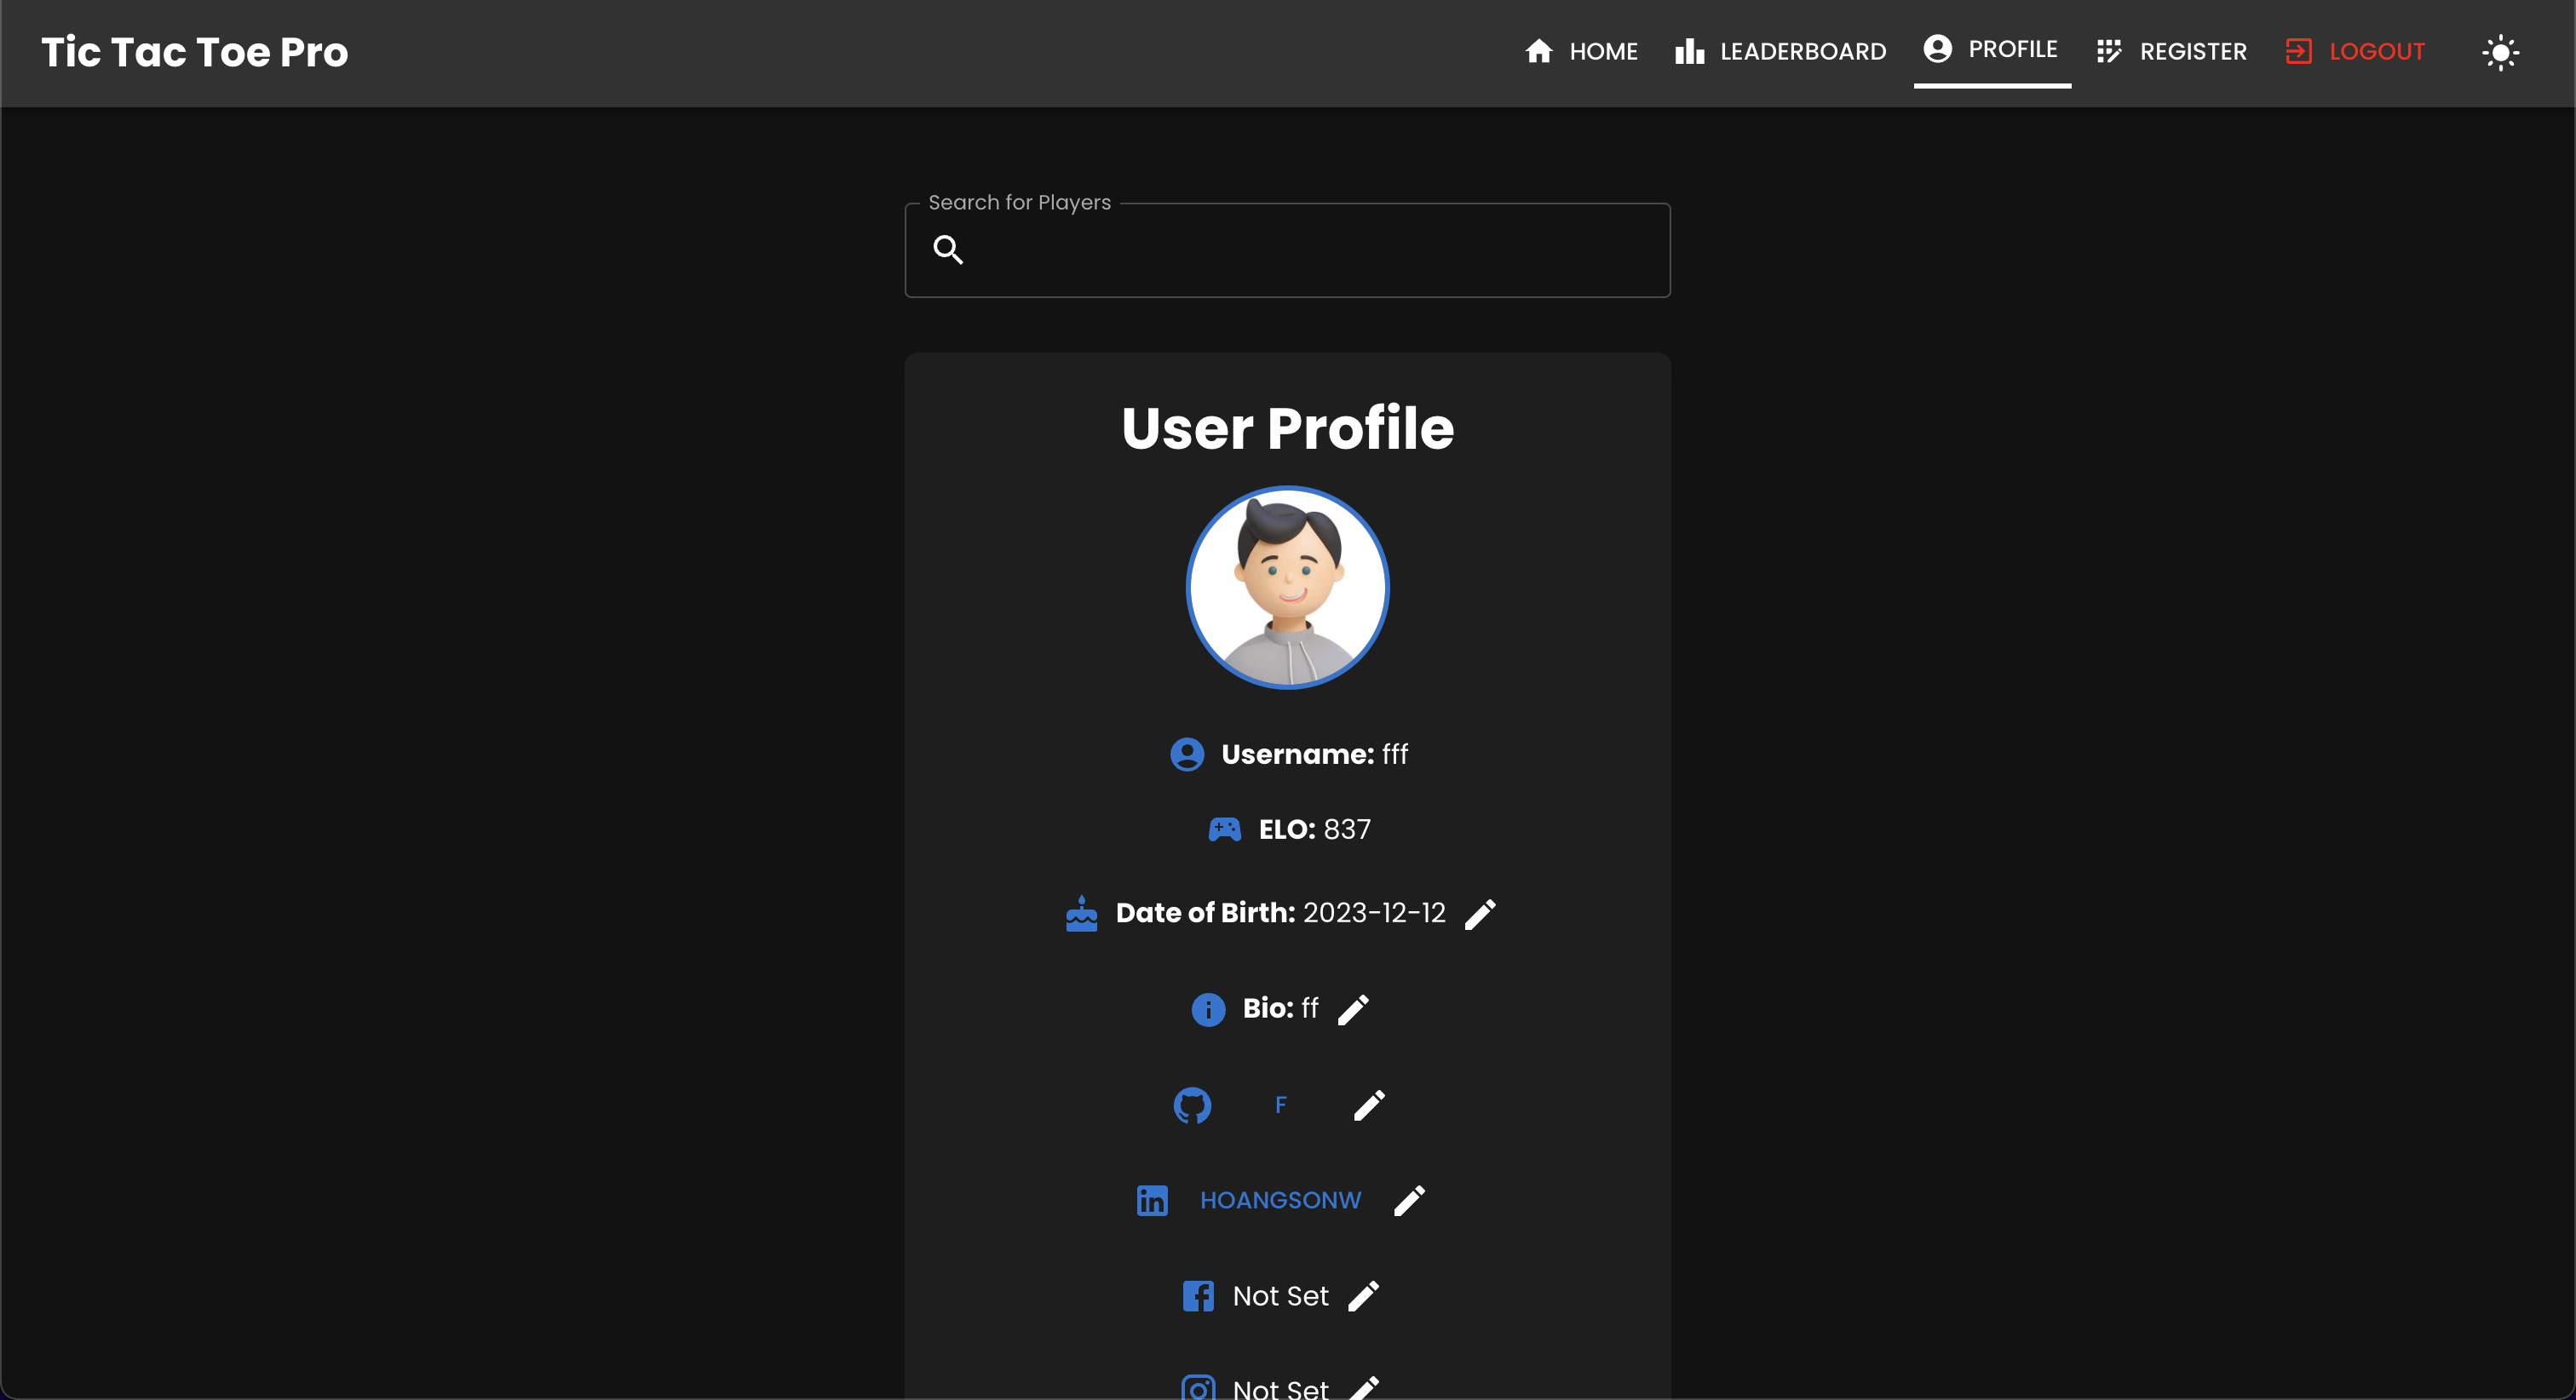 Tic Tac Toe Pro
HOME LEADERBOARD PROFILE REGISTER LOGOUT
Search for Players
User Profile
Username: fff
ELO: 837
Date of Birth: 2023-12-12
Bio: ff
F
HOANGSONW
Not Set
Not Set